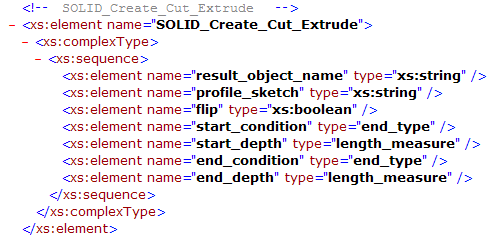 <!-- SOLID_Create_Cut_Extrude -->
- <xs:element name="SOLID_Create_Cut_Extrude">
- <xs:complexType>
- <xs:sequence>
<xs:element name="result_object_name" type="xs:string" />
<xs:element name="profile_sketch" type="xs:string" />
<xs:element name="flip" type="xs:boolean" />
<xs:element name="start_condition" type="end_type" />
<xs:element name="start_depth" type="length_measure" />
<xs:element name="end_condition" type="end_type" />
<xs:element name="end_depth" type="length_measure" />
</xs:sequence>
</xs:complexType>
</xs:element>